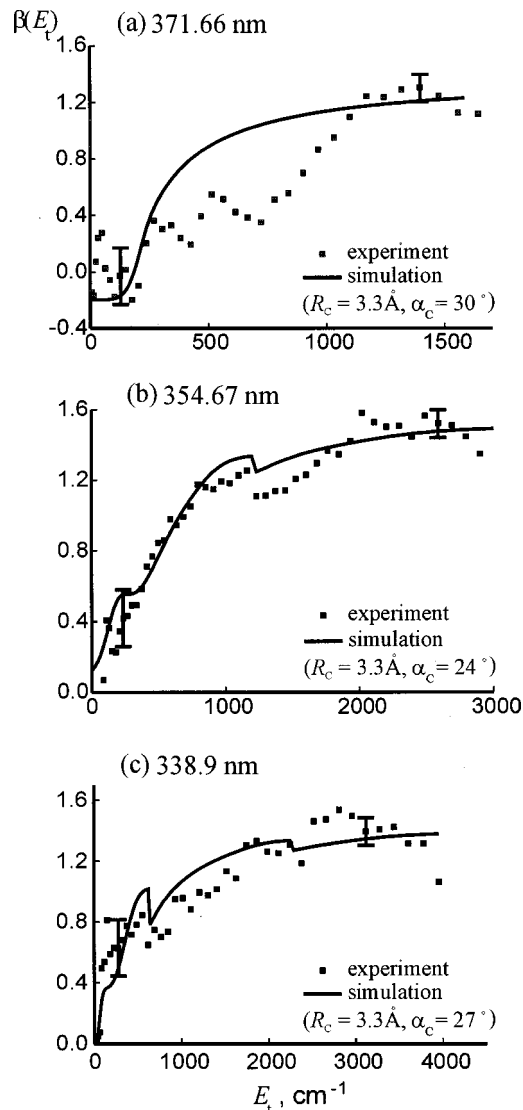 β(Eₜ)
(a) 371.66 nm
1.6
1.2
0.8
0.4
0.0
-0.4
experiment
simulation
(R_C = 3.3Å, α_C = 30°)
0 500 1000 1500
(b) 354.67 nm
1.6
1.2
0.8
0.4
0.0
experiment
simulation
(R_C = 3.3Å, α_C = 24°)
0 1000 2000 3000
(c) 338.9 nm
1.6
1.2
0.8
0.4
0.0
experiment
simulation
(R_C = 3.3Å, α_C = 27°)
0 1000 2000 3000 4000
Eₜ, cm⁻¹